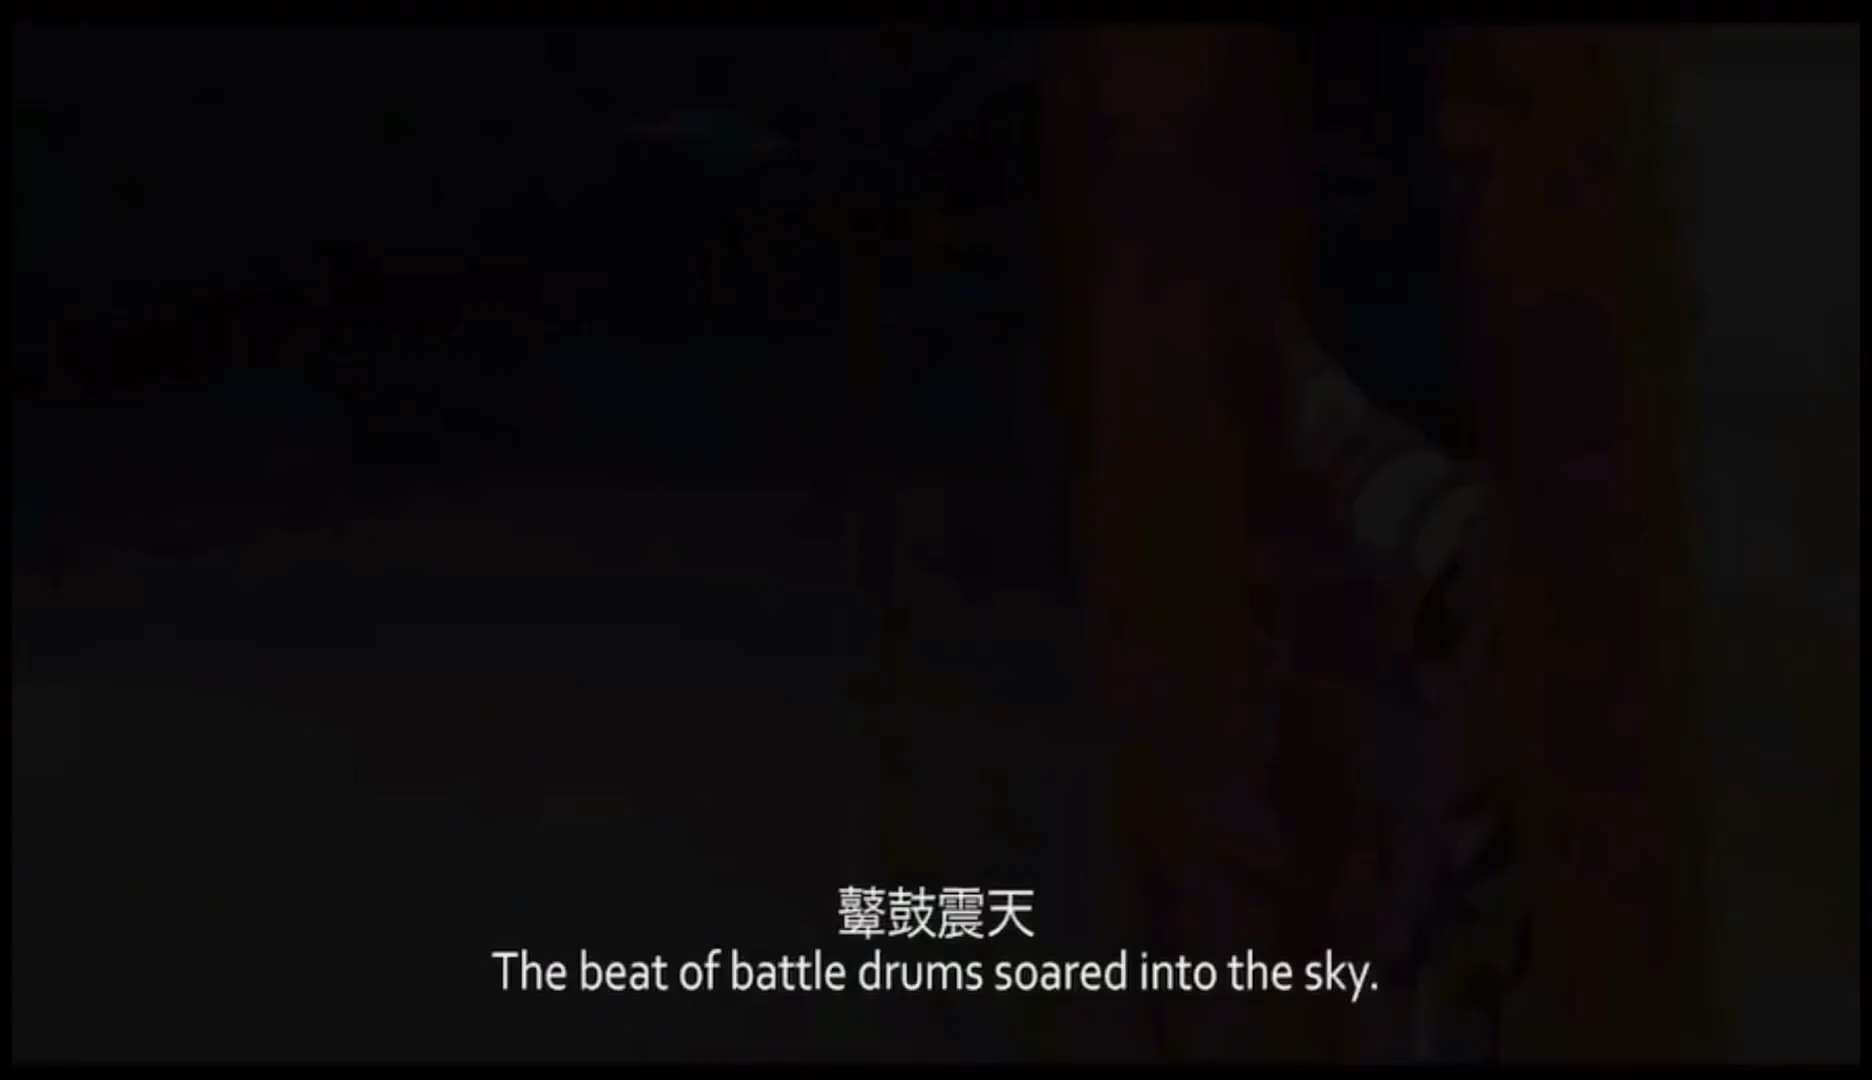 鼙鼓震天
The beat of battle drums soared into the sky.